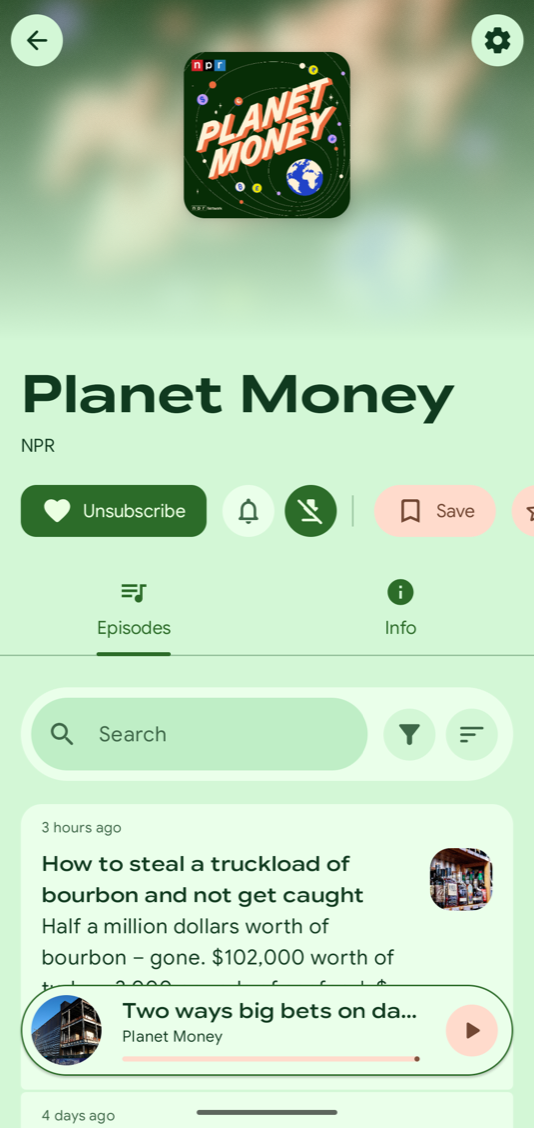 npr
PLANET
MONEY
Planet Money
NPR
Unsubscribe
Save
Episodes
Info
Search
3 hours ago
How to steal a truckload of
bourbon and not get caught
Half a million dollars worth of
bourbon – gone. $102,000 worth of
Two ways big bets on da...
Planet Money
4 days ago